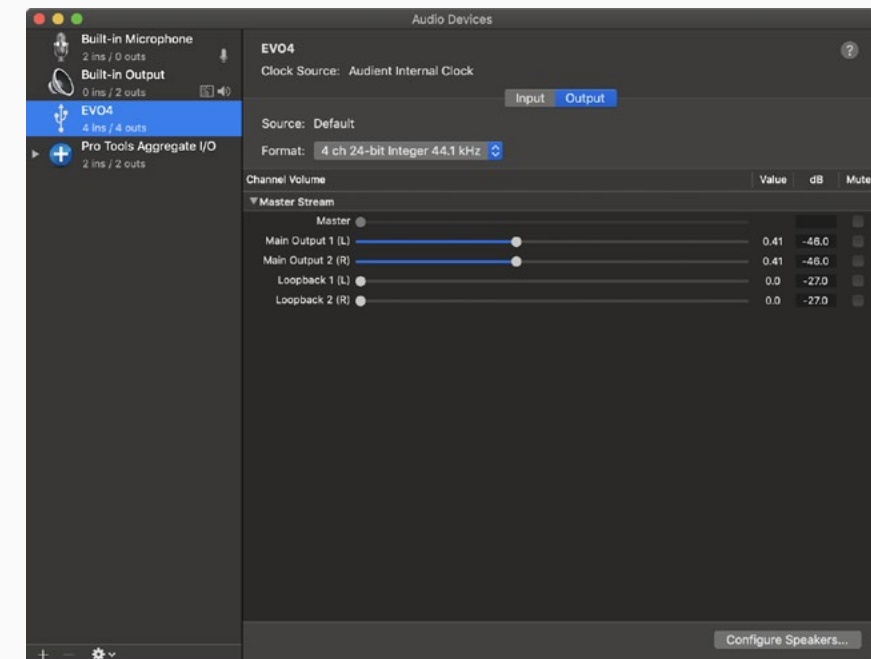 Audio Devices
Built-in Microphone
2 ins / 0 outs
Built-in Output
0 ins / 2 outs
EVO4
4 ins / 4 outs
Pro Tools Aggregate I/O
2 ins / 2 outs
EVO4
?
Clock Source: Audient Internal Clock
Input Output
Source: Default
Format: 4 ch 24-bit Integer 44.1 kHz
Channel Volume Value dB Mute
Master Stream
Master
Main Output 1 (L) 0.41 -46.0
Main Output 2 (R) 0.41 -46.0
Loopback 1 (L) 0.0 -27.0
Loopback 2 (R) 0.0 -27.0
Configure Speakers...